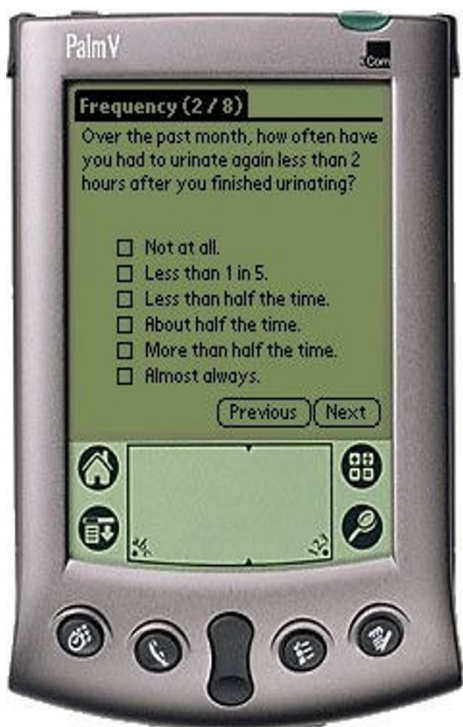 PalmV
3Com
Frequency (2 / 8)
Over the past month, how often have
you had to urinate again less than 2
hours after you finished urinating?
Not at all.
Less than 1 in 5.
Less than half the time.
About half the time.
More than half the time.
Almost always.
Previous Next